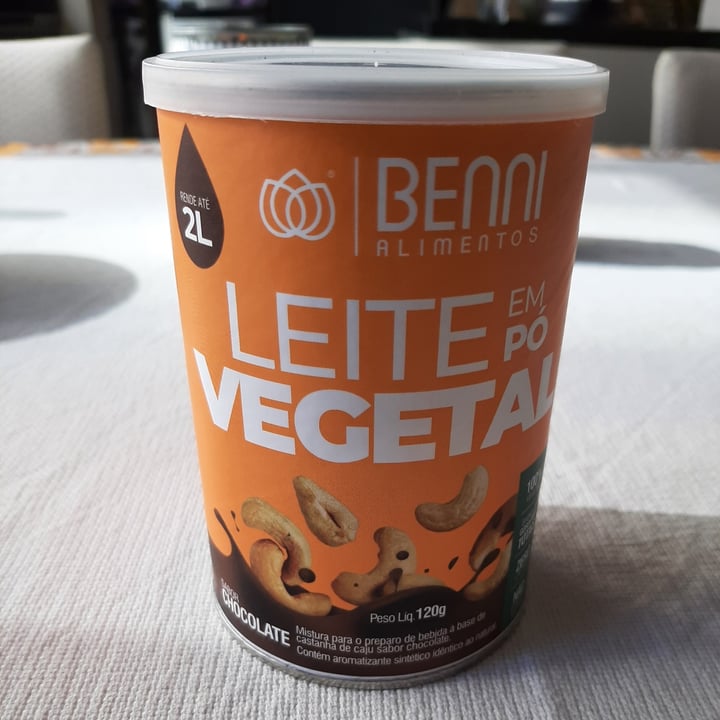 RENDE ATÉ
2L
BENNI
ALIMENTOS
LEITE EM PÓ
VEGETAL
SABOR
CHOCOLATE
Peso Liq. 120g
Mistura para o preparo de bebida à base de
castanha de caju sabor chocolate.
Contém aromatizante sintético idêntico ao natural.